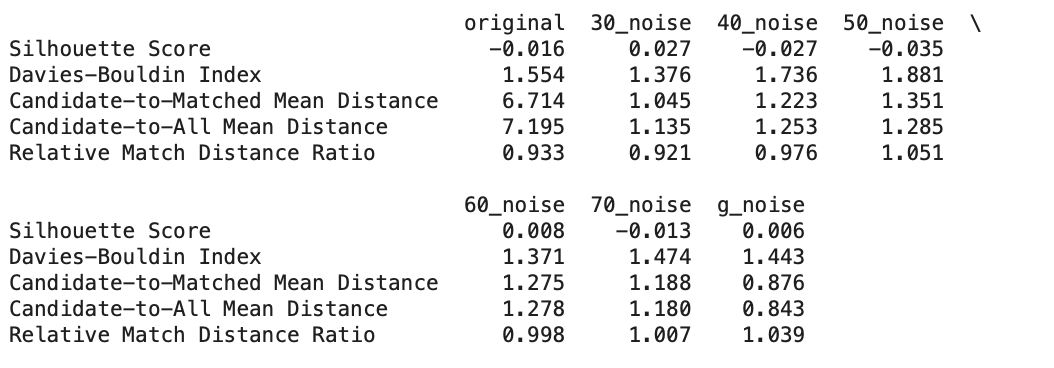 original 30_noise 40_noise 50_noise \
Silhouette Score -0.016 0.027 -0.027 -0.035
Davies-Bouldin Index 1.554 1.376 1.736 1.881
Candidate-to-Matched Mean Distance 6.714 1.045 1.223 1.351
Candidate-to-All Mean Distance 7.195 1.135 1.253 1.285
Relative Match Distance Ratio 0.933 0.921 0.976 1.051
60_noise 70_noise g_noise
Silhouette Score 0.008 -0.013 0.006
Davies-Bouldin Index 1.371 1.474 1.443
Candidate-to-Matched Mean Distance 1.275 1.188 0.876
Candidate-to-All Mean Distance 1.278 1.180 0.843
Relative Match Distance Ratio 0.998 1.007 1.039